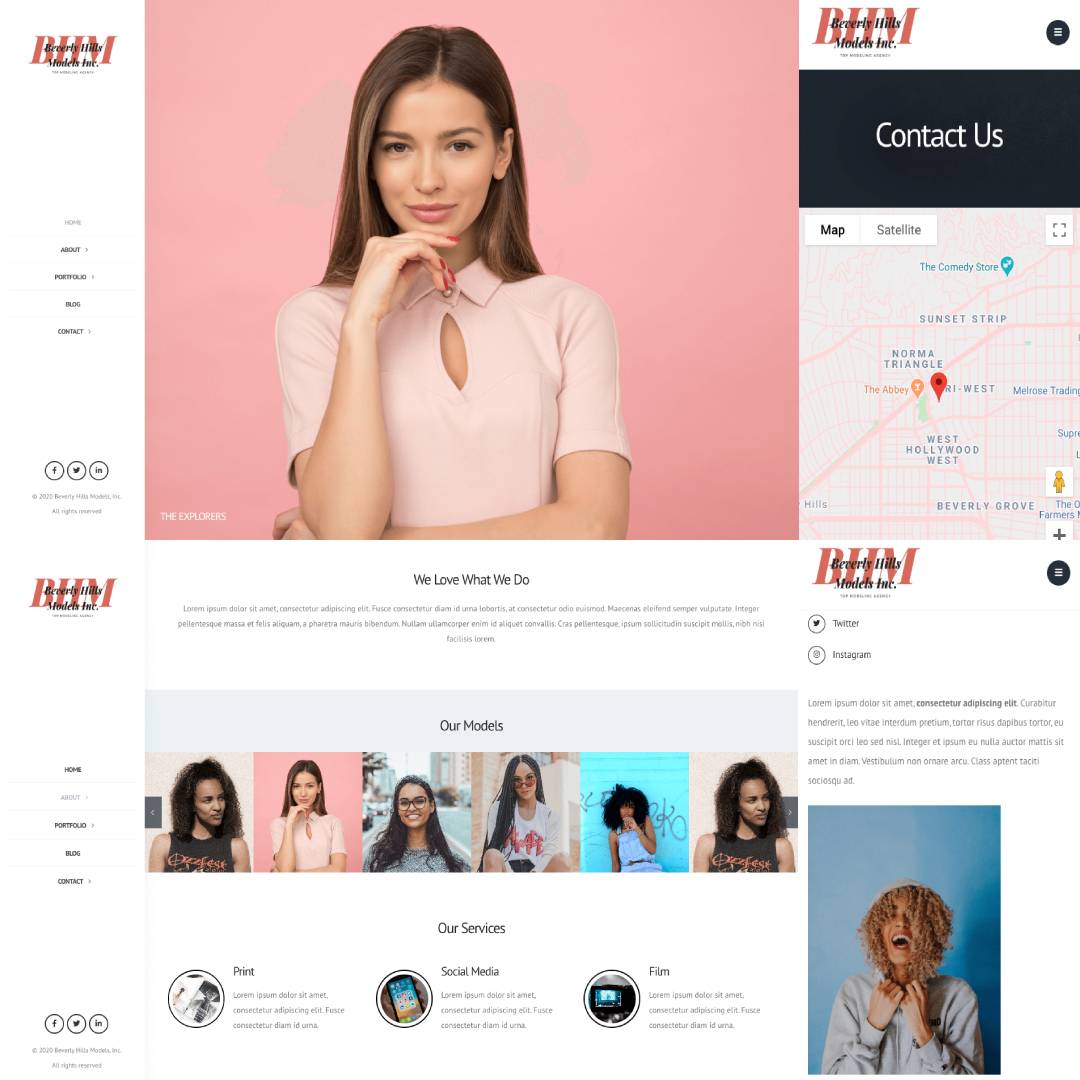 BHM
Beverly Hills
Models Inc.
TOP MODELING AGENCY
HOME
ABOUT
PORTFOLIO
BLOG
CONTACT
© 2020 Beverly Hills Models, Inc.
All rights reserved
THE EXPLORERS
BHM
Beverly Hills
Models Inc.
TOP MODELING AGENCY
Contact Us
Map
Satellite
The Comedy Store
SUNSET STRIP
NORMA
TRIANGLE
The Abbey
RI-WEST
Melrose Trading
Supre
WEST
HOLLYWOOD
WEST
L
Hills
BEVERLY GROVE
The O
Farmers M
BHM
Beverly Hills
Models Inc.
TOP MODELING AGENCY
HOME
ABOUT
PORTFOLIO
BLOG
CONTACT
© 2020 Beverly Hills Models, Inc.
All rights reserved
We Love What We Do
Lorem ipsum dolor sit amet, consectetur adipiscing elit. Fusce consectetur diam id urna lobortis, at consectetur odio euismod. Maecenas eleifend semper vulputate. Integer
pellentesque massa et felis aliquam, a pharetra mauris bibendum. Nullam ullamcorper enim id aliquet convallis. Cras pellentesque, ipsum sollicitudin suscipit mollis, nibh nisi
facilisis lorem.
Our Models
Our Services
Print
Lorem ipsum dolor sit amet,
consectetur adipiscing elit. Fusce
consectetur diam id urna.
Social Media
Lorem ipsum dolor sit amet,
consectetur adipiscing elit. Fusce
consectetur diam id urna.
Film
Lorem ipsum dolor sit amet,
consectetur adipiscing elit. Fusce
consectetur diam id urna.
BHM
Beverly Hills
Models Inc.
TOP MODELING AGENCY
Twitter
Instagram
Lorem ipsum dolor sit amet, consectetur adipiscing elit. Curabitur
hendrerit, leo vitae interdum pretium, tortor risus dapibus tortor, eu
suscipit orci leo sed nisl. Integer et ipsum eu nulla auctor mattis sit
amet in diam. Vestibulum non ornare arcu. Class aptent taciti
sociosqu ad.